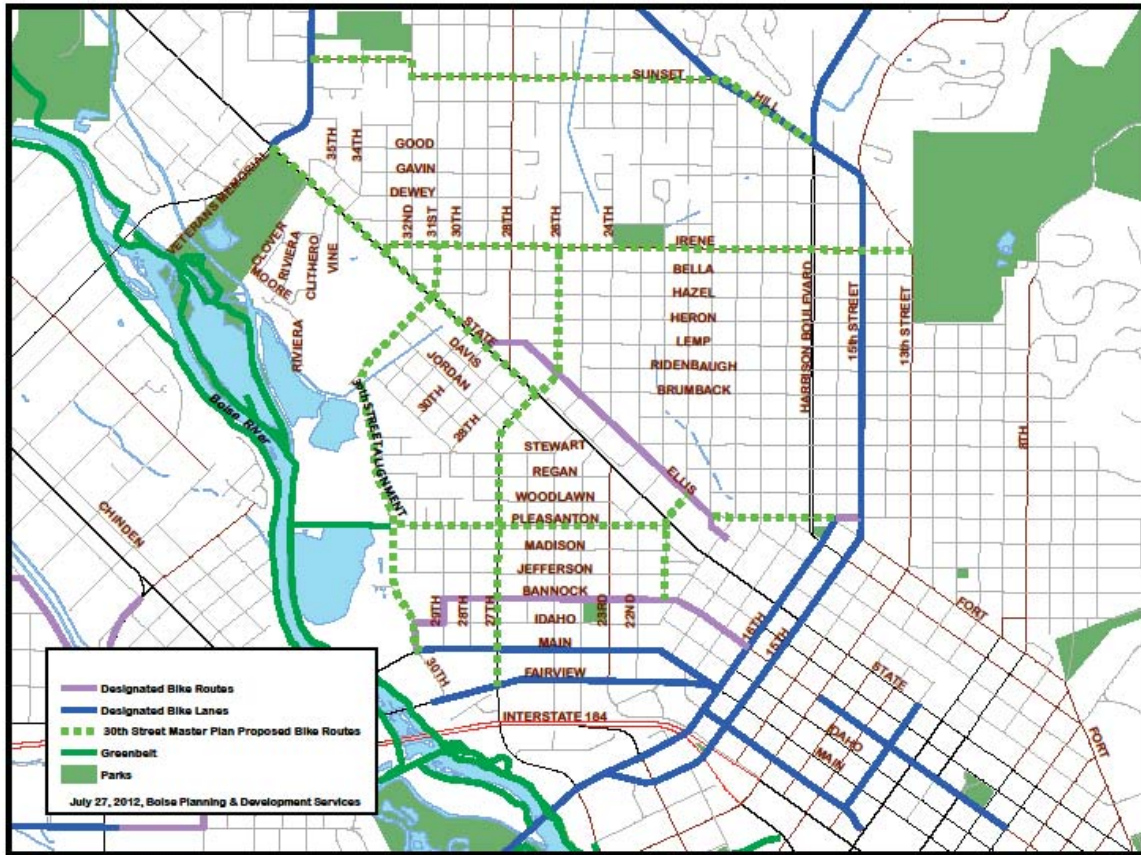 SUNSET
HILL
35TH
34TH
GOOD
GAVIN
DEWEY
VETERANS MEMORIAL
32ND
31ST
30TH
28TH
26TH
24TH
IRENE
CLOVER
RIVIERA
MOORE
CLITHERO
VINE
BELLA
HAZEL
HERON
LEMP
RIDENBAUGH
BRUMBACK
HARRISON BOULEVARD
15TH STREET
13TH STREET
8TH
RIVIERA
STATE
DAVIS
JORDAN
30TH
28TH
30th STREET ALIGNMENT
Boise River
STEWART
REGAN
ELLIS
WOODLAWN
PLEASANTON
CHINDEN
MADISON
JEFFERSON
BANNOCK
29TH
28TH
27TH
IDAHO
23RD
22ND
MAIN
30TH
FAIRVIEW
16TH
15TH
FORT
STATE
INTERSTATE 184
IDAHO
MAIN
FORT
Designated Bike Routes
Designated Bike Lanes
30th Street Master Plan Proposed Bike Routes
Greenbelt
Parks
July 27, 2012, Boise Planning & Development Services